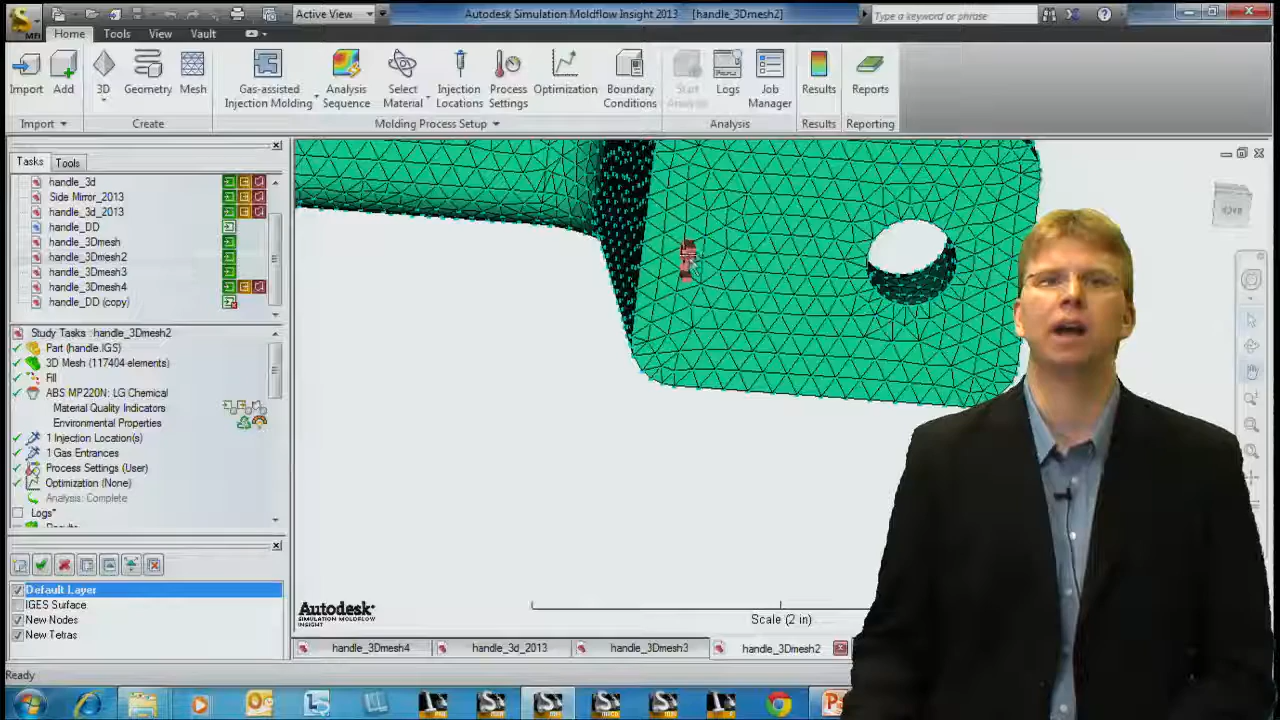 Active View
Autodesk Simulation Moldflow Insight 2013 - [handle_3Dmesh2]
Type a keyword or phrase
Home Tools View Vault
Import Add 3D Geometry Mesh Gas-assisted Injection Molding Analysis Sequence Select Material Injection Locations Process Settings Optimization Boundary Conditions Start Analysis Logs Job Manager Results Reports
Import Create Molding Process Setup Analysis Results Reporting
Tasks Tools
handle_3d
Side Mirror_2013
handle_3d_2013
handle_DD
handle_3Dmesh
handle_3Dmesh2
handle_3Dmesh3
handle_3Dmesh4
handle_DD (copy)
Study Tasks : handle_3Dmesh2
Part (handle.IGS)
3D Mesh (117404 elements)
Fill
ABS MP220N: LG Chemical
Material Quality Indicators
Environmental Properties
1 Injection Location(s)
1 Gas Entrances
Process Settings (User)
Optimization (None)
Analysis: Complete
Logs*
Results
Default Layer
IGES Surface
New Nodes
New Tetras
BACK
Autodesk
SIMULATION MOLDFLOW
INSIGHT
Scale (2 in)
handle_3Dmesh4 handle_3d_2013 handle_3Dmesh3 handle_3Dmesh2
Ready